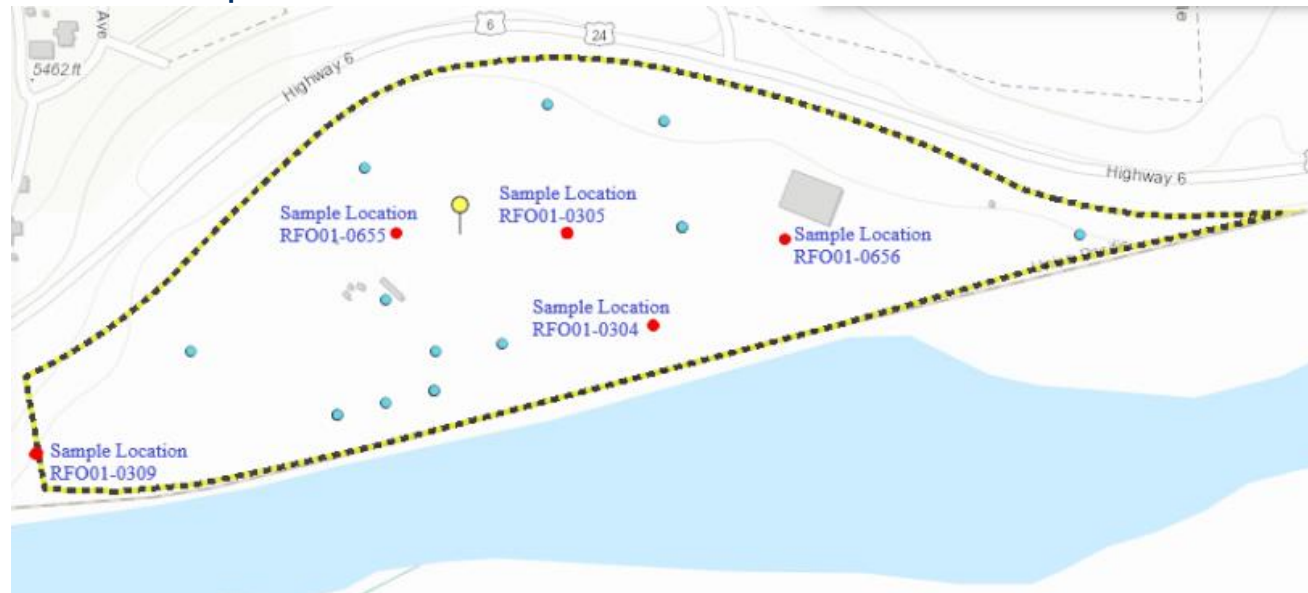 Ave
6
24
5462 ft
Highway 6
Highway 6
Sample Location
RFO01-0305
Sample Location
RFO01-0655
Sample Location
RFO01-0656
Sample Location
RFO01-0304
Sample Location
RFO01-0309